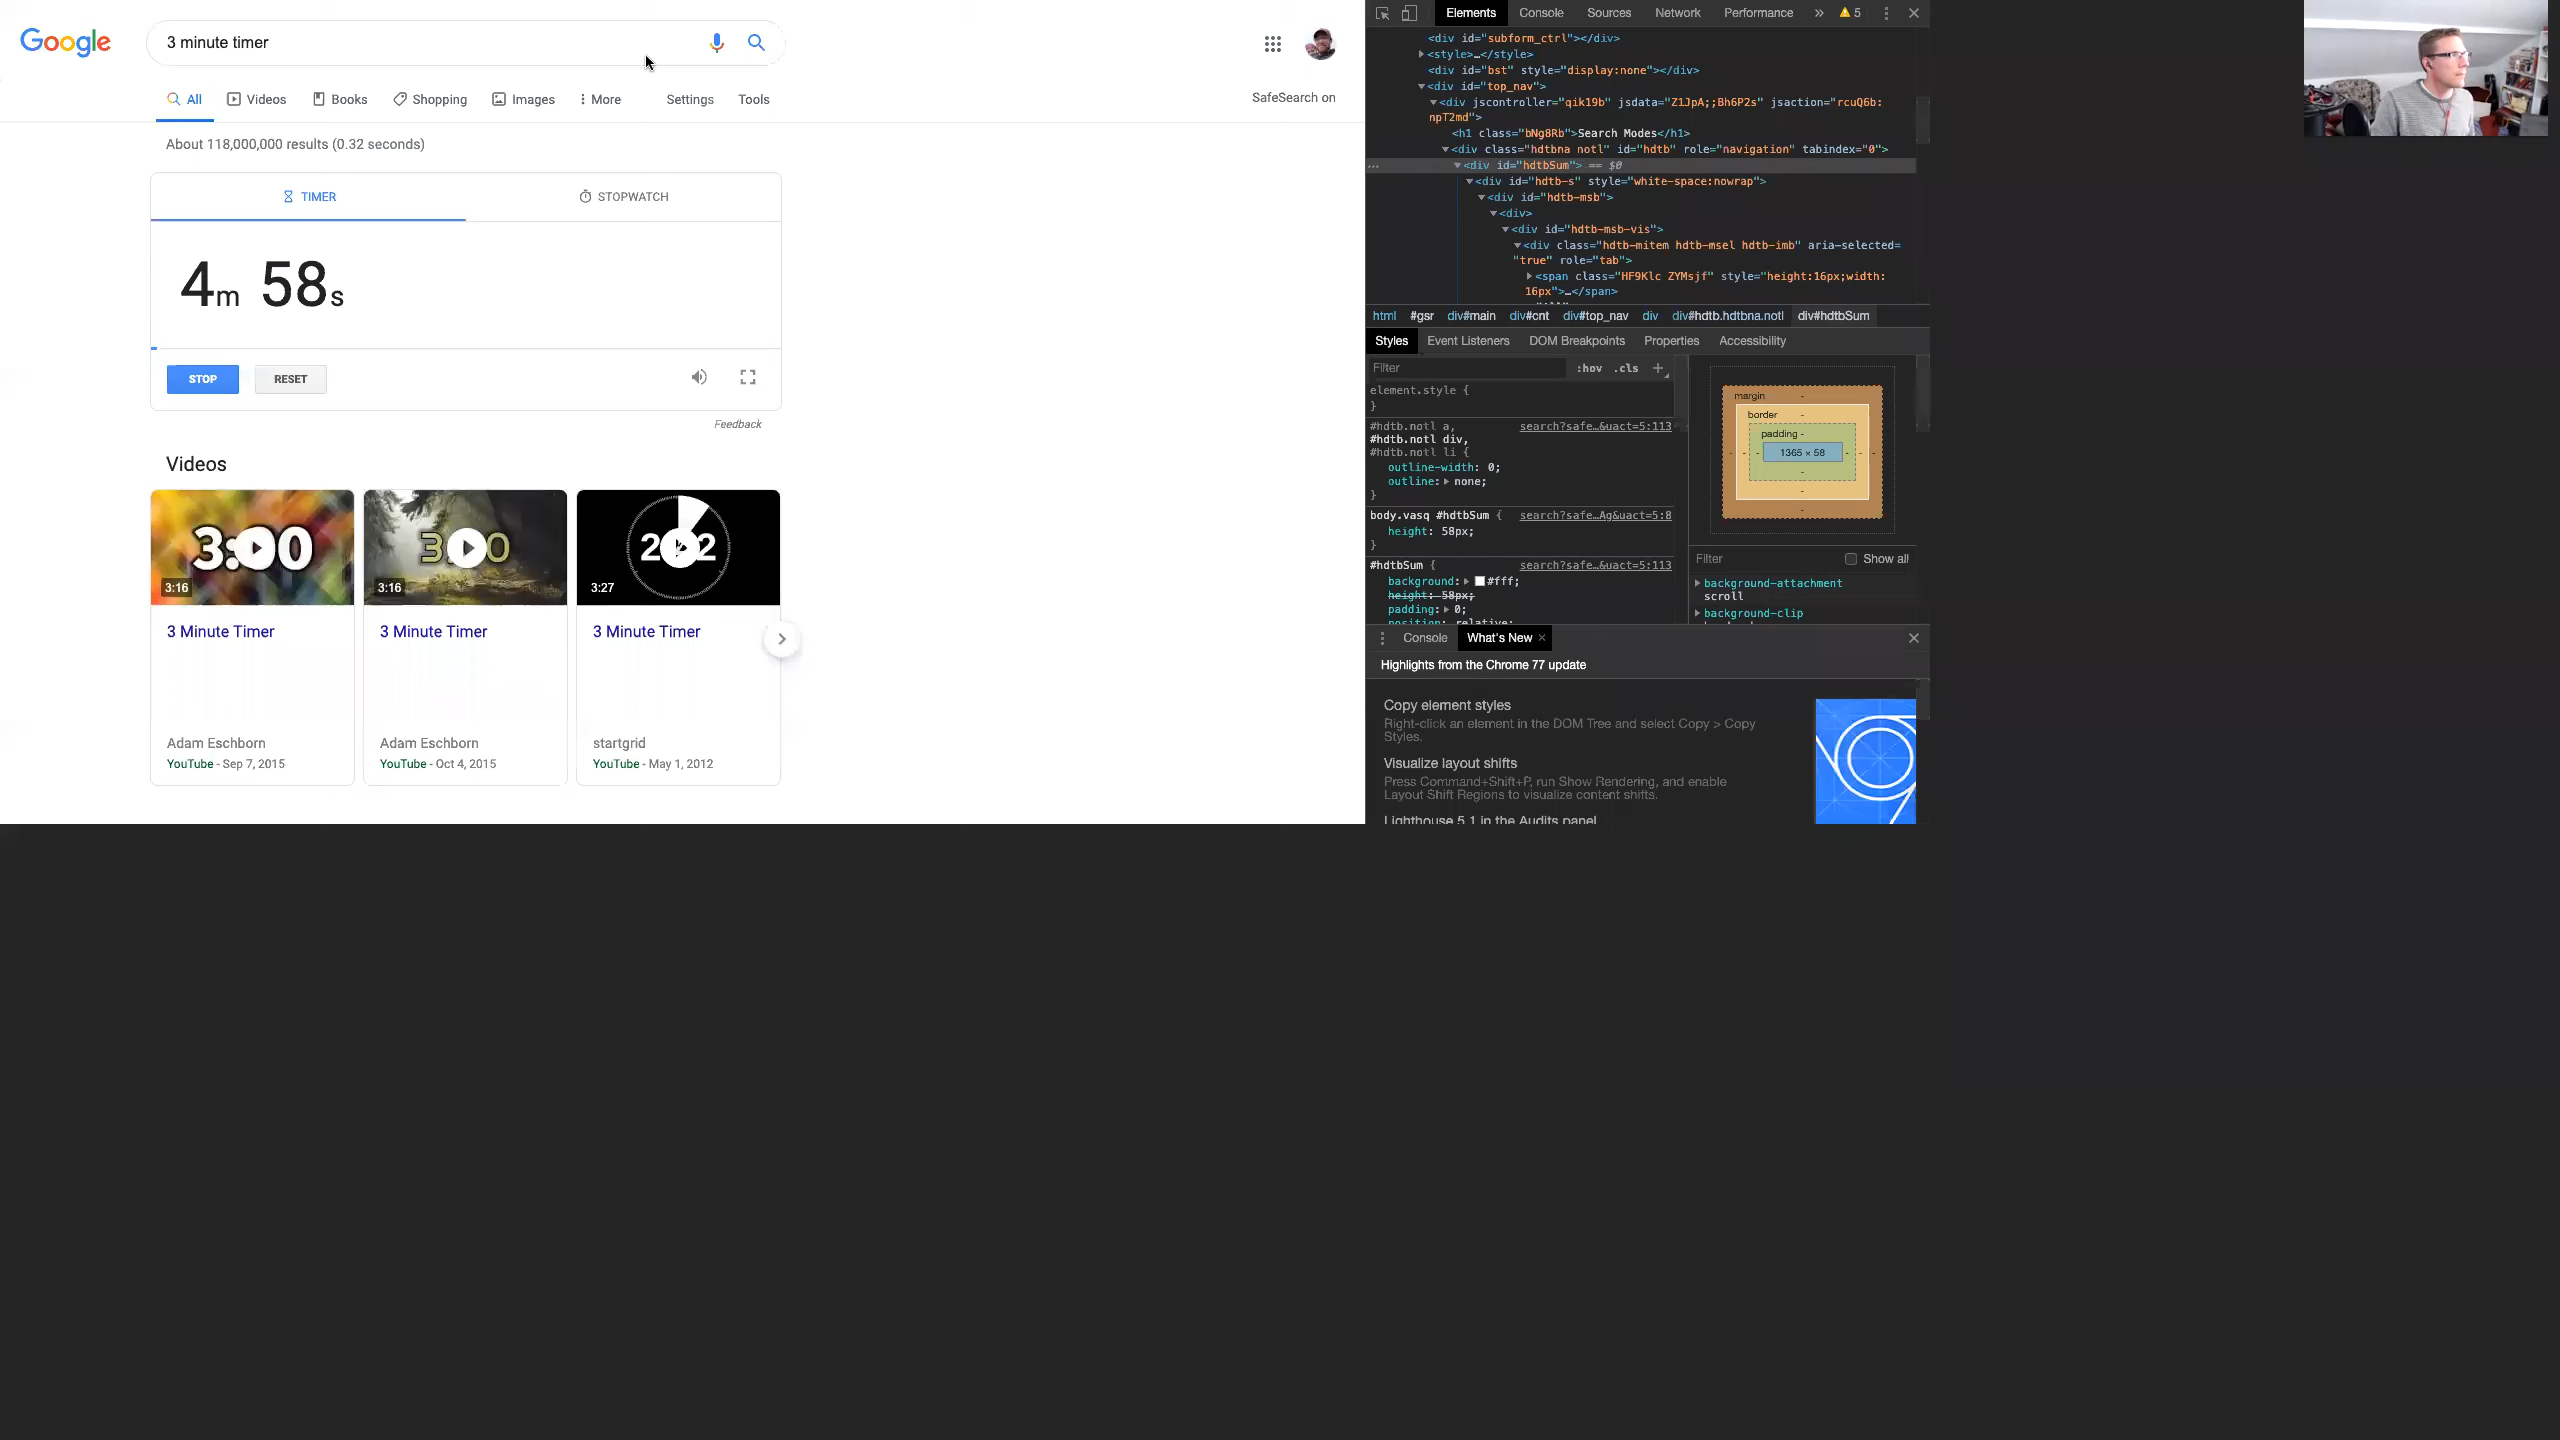 Google
3 minute timer
All
Videos
Books
Shopping
Images
More
Settings
Tools
SafeSearch on
About 118,000,000 results (0.32 seconds)
TIMER
STOPWATCH
4m 58s
STOP
RESET
Feedback
Videos
3:16
3:16
3:27
3 Minute Timer
3 Minute Timer
3 Minute Timer
Adam Eschborn
YouTube - Sep 7, 2015
Adam Eschborn
YouTube - Oct 4, 2015
startgrid
YouTube - May 1, 2012
Elements Console Sources Network Performance » 5
<div id="subform_ctrl"></div>
<style>…</style>
<div id="bst" style="display:none"></div>
<div id="top_nav">
<div jscontroller="qik19b" jsdata="Z1JpA;;Bh6P2s" jsaction="rcuQ6b:
npT2md">
<h1 class="bNg8Rb">Search Modes</h1>
<div class="hdtbna notl" id="hdtb" role="navigation" tabindex="0">
<div id="hdtbSum"> == $0
<div id="hdtb-s" style="white-space:nowrap">
<div id="hdtb-msb">
<div>
<div id="hdtb-msb-vis">
<div class="hdtb-mitem hdtb-msel hdtb-imb" aria-selected=
"true" role="tab">
<span class="HF9Klc ZYMsjf" style="height:16px;width:
16px">…</span>
html #gsr div#main div#cnt div#top_nav div div#hdtb.hdtbna.notl div#hdtbSum
Styles Event Listeners DOM Breakpoints Properties Accessibility
Filter :hov .cls +
element.style {
}
#hdtb.notl a, search?safe…&uact=5:113
#hdtb.notl div,
#hdtb.notl li {
outline-width: 0;
outline: none;
}
body.vasq #hdtbSum { search?safe…Ag&uact=5:8
height: 58px;
}
#hdtbSum { search?safe…&uact=5:113
background: #fff;
height: 58px;
padding: 0;
position: relative;
margin -
border -
padding -
1365 × 58
Filter Show all
background-attachment
scroll
background-clip
Console What's New ×
Highlights from the Chrome 77 update
Copy element styles
Right-click an element in the DOM Tree and select Copy > Copy
Styles.
Visualize layout shifts
Press Command+Shift+P, run Show Rendering, and enable
Layout Shift Regions to visualize content shifts.
Lighthouse 5.1 in the Audits panel